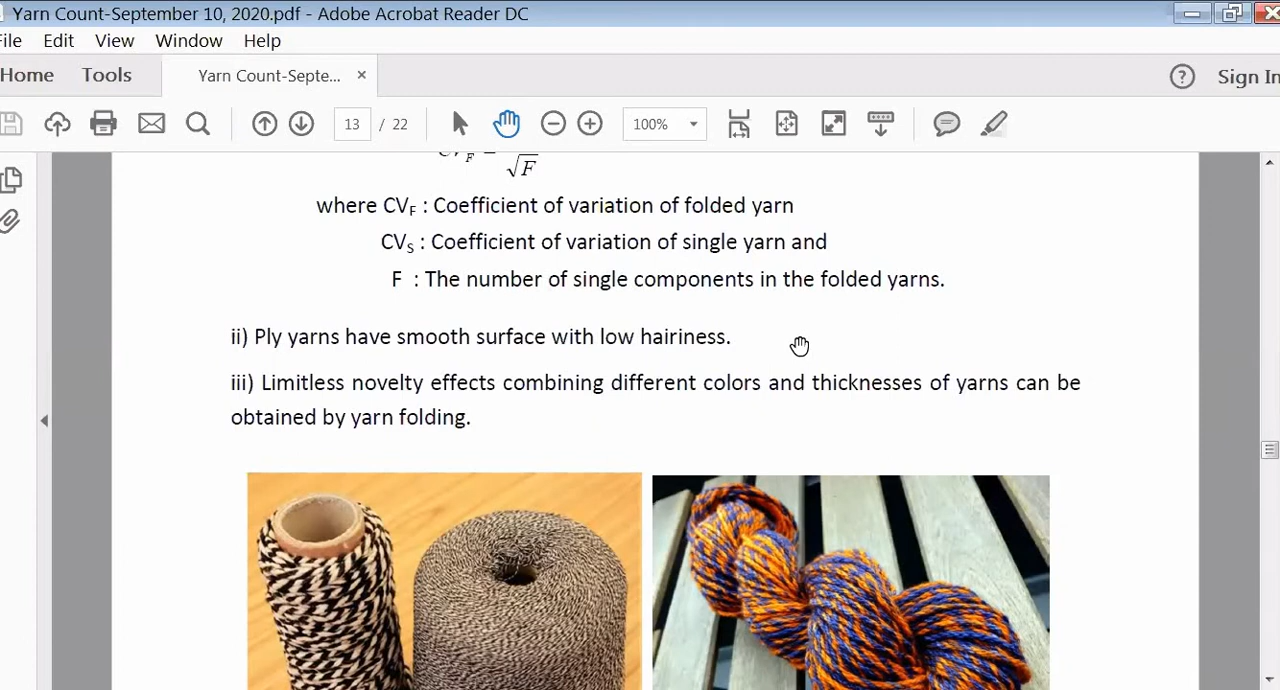 Yarn Count-September 10, 2020.pdf - Adobe Acrobat Reader DC
File Edit View Window Help
Home Tools Yarn Count-Septe... × ? Sign In
13 / 22 100%
√F
where CVF : Coefficient of variation of folded yarn
CVS : Coefficient of variation of single yarn and
F : The number of single components in the folded yarns.
ii) Ply yarns have smooth surface with low hairiness.
iii) Limitless novelty effects combining different colors and thicknesses of yarns can be
obtained by yarn folding.